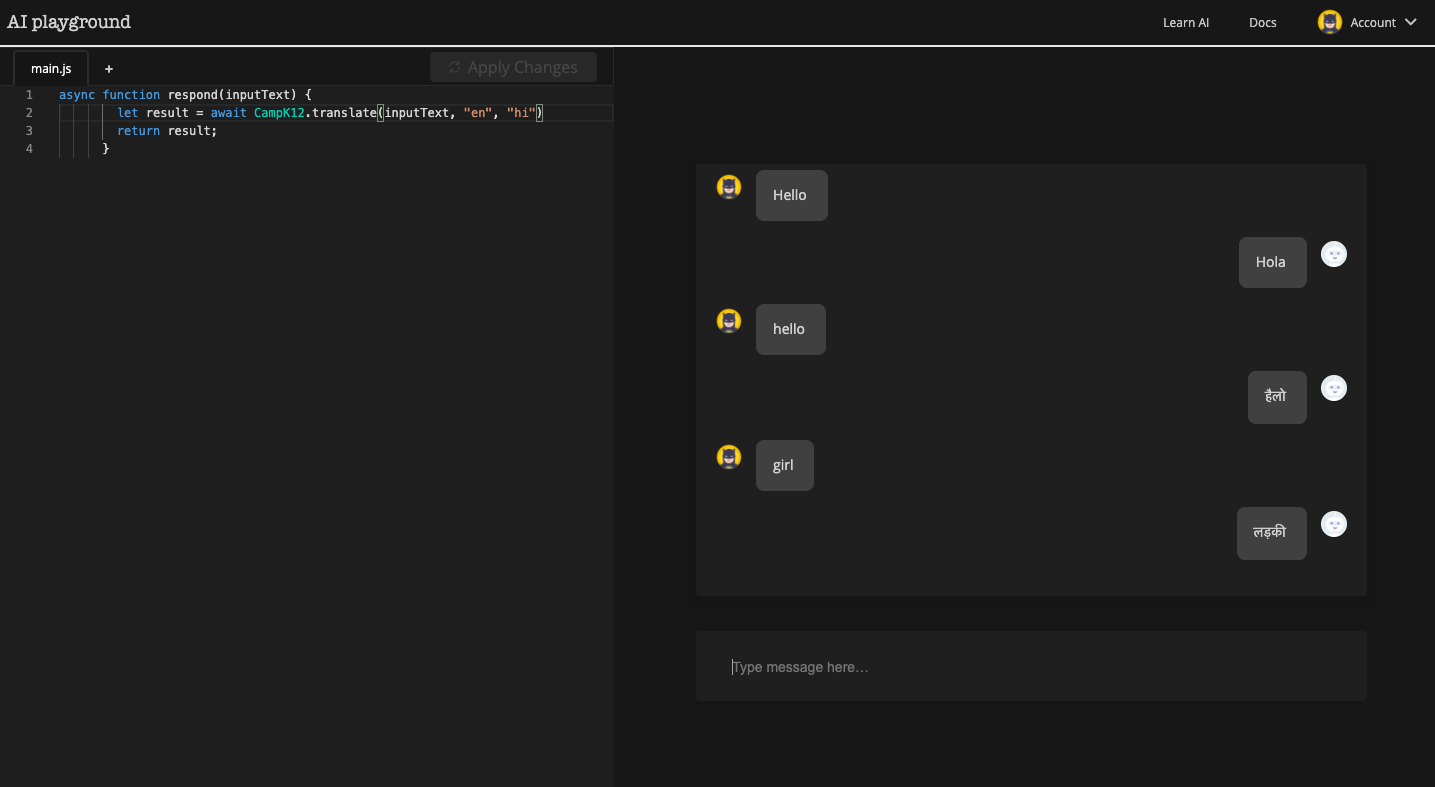 AI playground
Learn AI
Docs
Account
main.js
+
Apply Changes
1 async function respond(inputText) {
2 let result = await CampK12.translate(inputText, "en", "hi")
3 return result;
4 }
Hello
Hola
hello
हैलो
girl
लड़की
Type message here...